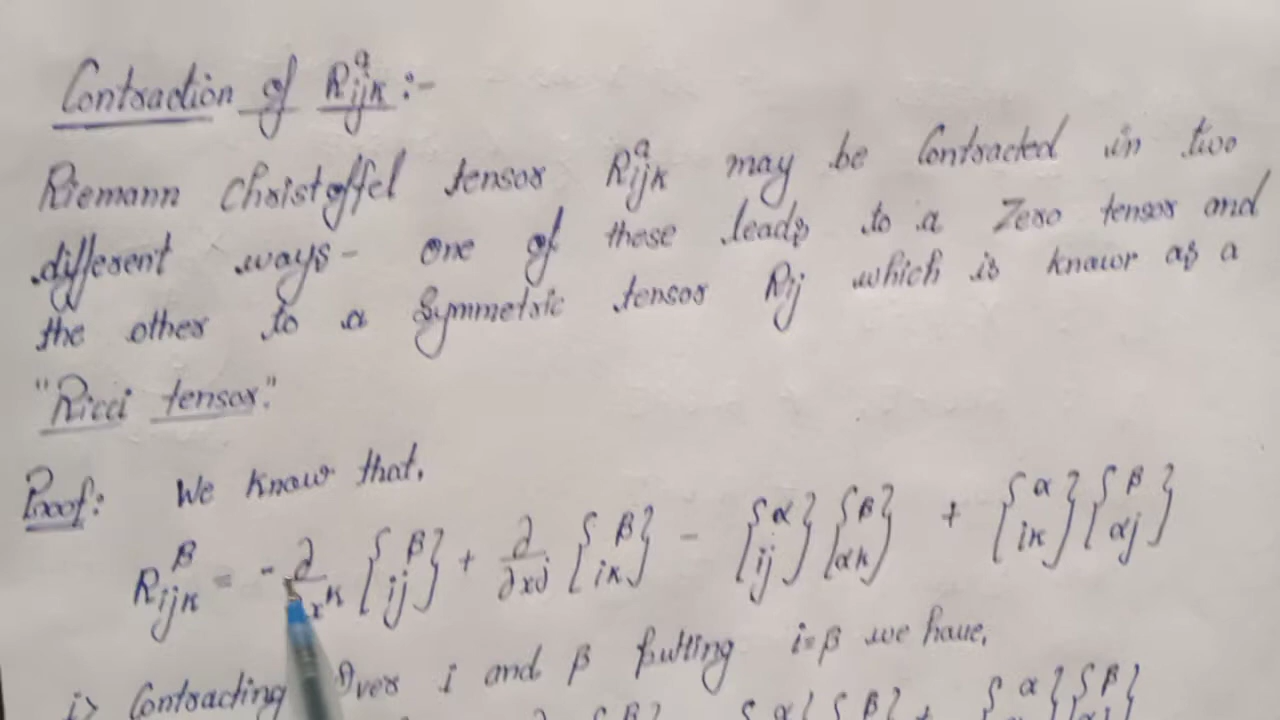 Contraction of R^a_ijk :-
Riemann Christoffel tensor R^a_ijk may be Contracted in two
different ways - one of these leads to a Zero tensor and
the other to a Symmetric tensor Rij which is known as a
"Ricci tensor."
Proof: We know that,
R^β_ijk = - ∂/∂x^k {β ij} + ∂/∂xj {β ik} - {α ij} {β αk} + {α ik} {β αj}
i> Contracting Over i and β putting i=β we have,